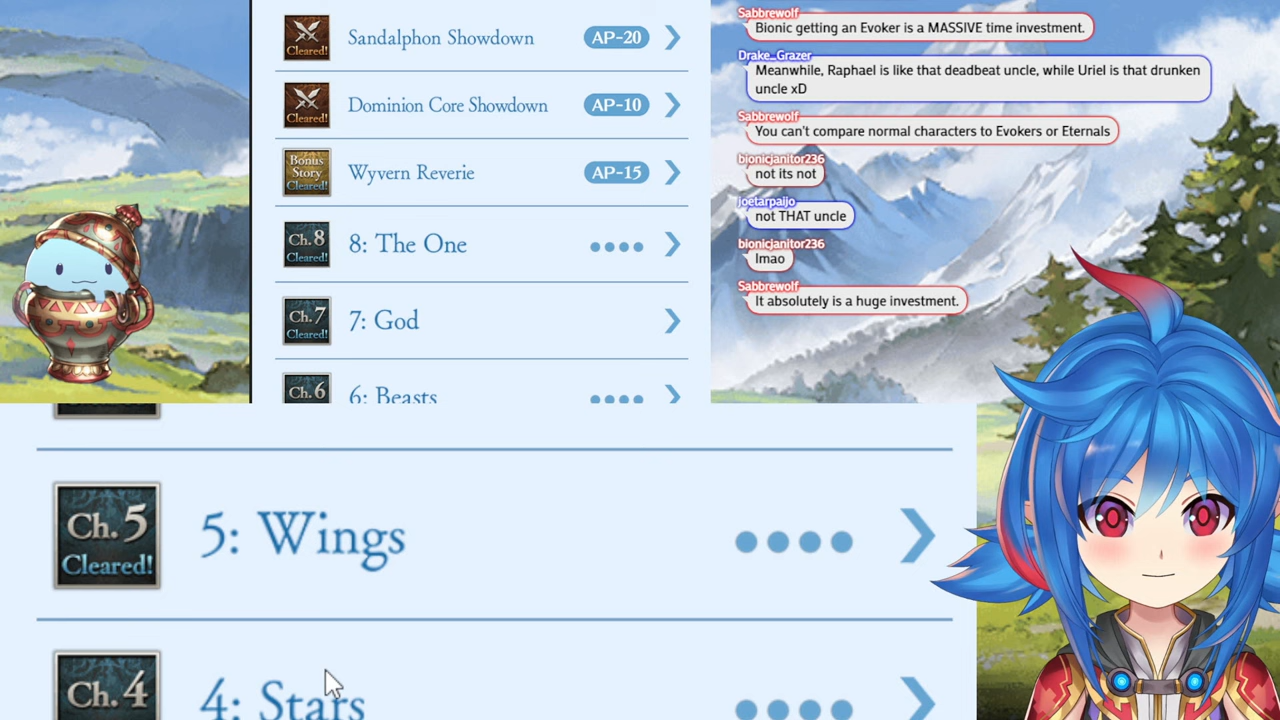 Cleared!
Sandalphon Showdown
AP-20
Cleared!
Dominion Core Showdown
AP-10
Bonus
Story
Cleared!
Wyvern Reverie
AP-15
Ch.8
Cleared!
8: The One
Ch.7
Cleared!
7: God
Ch.6
6: Beasts
Ch.5
Cleared!
5: Wings
Ch.4
4: Stars
Sabbrewolf
Bionic getting an Evoker is a MASSIVE time investment.
Drake_Grazer
Meanwhile, Raphael is like that deadbeat uncle, while Uriel is that drunken
uncle xD
Sabbrewolf
You can't compare normal characters to Evokers or Eternals
bionicjanitor236
not its not
joetarpaijo
not THAT uncle
bionicjanitor236
lmao
Sabbrewolf
It absolutely is a huge investment.